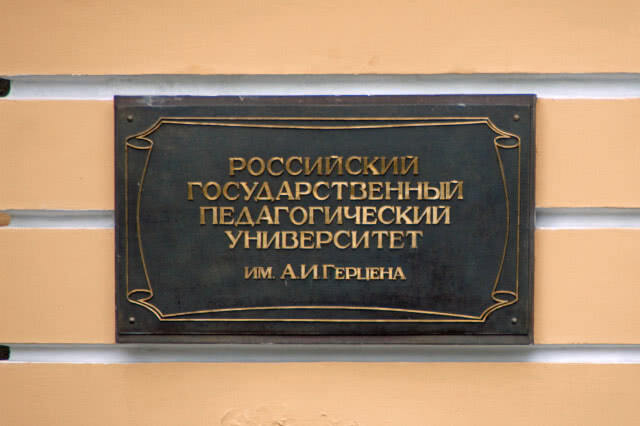 РОССИЙСКИЙ
ГОСУДАРСТВЕННЫЙ
ПЕДАГОГИЧЕСКИЙ
УНИВЕРСИТЕТ
ИМ. А.И.ГЕРЦЕНА